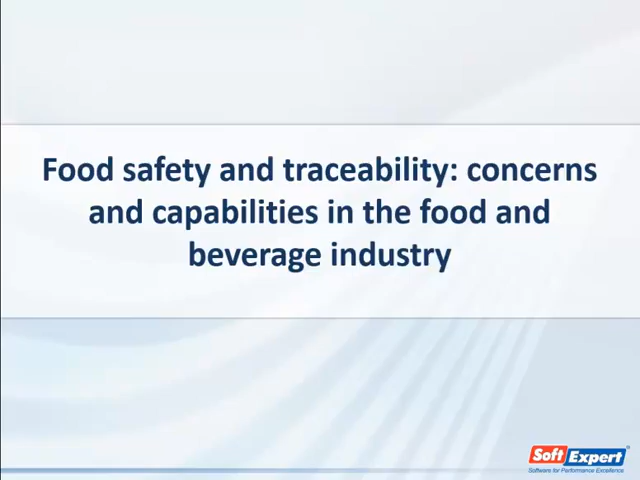 Food safety and traceability: concerns
and capabilities in the food and
beverage industry
SoftExpert
Software for Performance Excellence